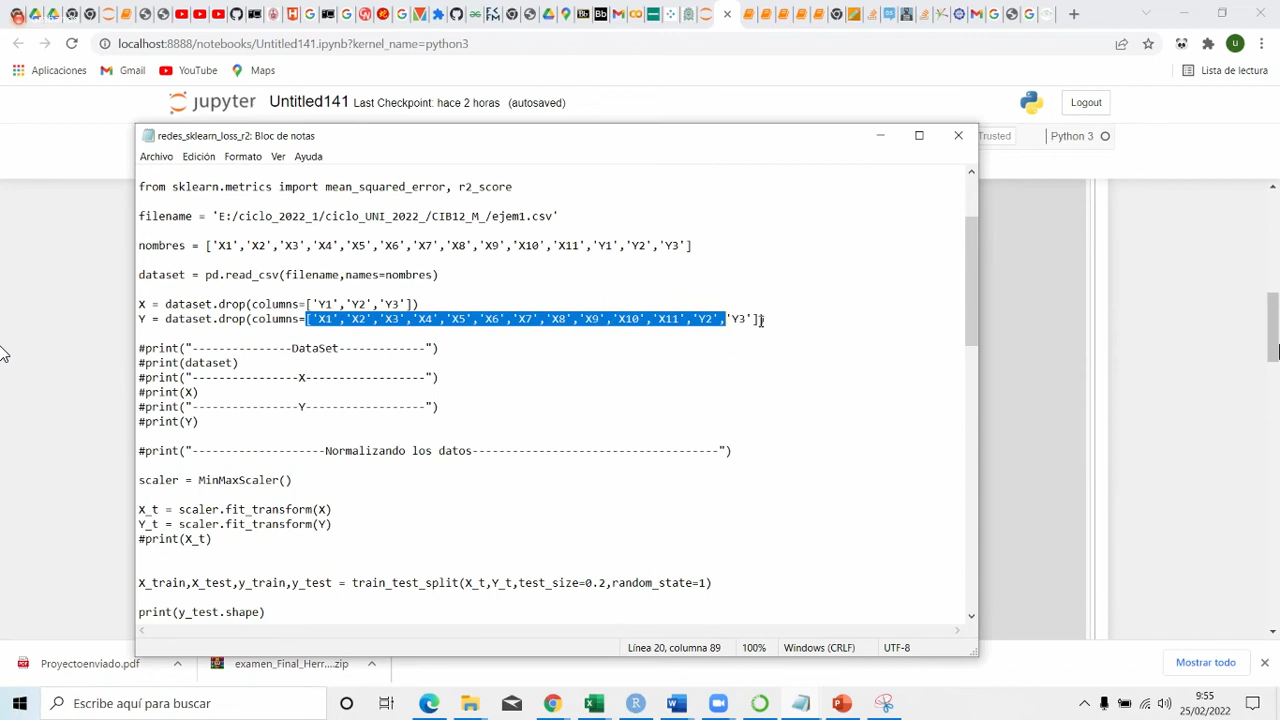 localhost:8888/notebooks/Untitled141.ipynb?kernel_name=python3
Aplicaciones Gmail YouTube Maps Lista de lectura
jupyter Untitled141 Last Checkpoint: hace 2 horas (autosaved) Logout
redes_sklearn_loss_r2: Bloc de notas
Trusted Python 3
Archivo Edición Formato Ver Ayuda
from sklearn.metrics import mean_squared_error, r2_score
filename = 'E:/ciclo_2022_1/ciclo_UNI_2022_/CIB12_M_/ejem1.csv'
nombres = ['X1','X2','X3','X4','X5','X6','X7','X8','X9','X10','X11','Y1','Y2','Y3']
dataset = pd.read_csv(filename,names=nombres)
X = dataset.drop(columns=['Y1','Y2','Y3'])
Y = dataset.drop(columns=['X1','X2','X3','X4','X5','X6','X7','X8','X9','X10','X11','Y2','Y3'])
#print("---------------DataSet-------------")
#print(dataset)
#print("----------------X------------------")
#print(X)
#print("----------------Y------------------")
#print(Y)
#print("--------------------Normalizando los datos-------------------------------------")
scaler = MinMaxScaler()
X_t = scaler.fit_transform(X)
Y_t = scaler.fit_transform(Y)
#print(X_t)
X_train,X_test,y_train,y_test = train_test_split(X_t,Y_t,test_size=0.2,random_state=1)
print(y_test.shape)
Línea 20, columna 89 100% Windows (CRLF) UTF-8
Proyectoenviado.pdf examen_Final_Herr....zip Mostrar todo
Escribe aquí para buscar
9:55
25/02/2022